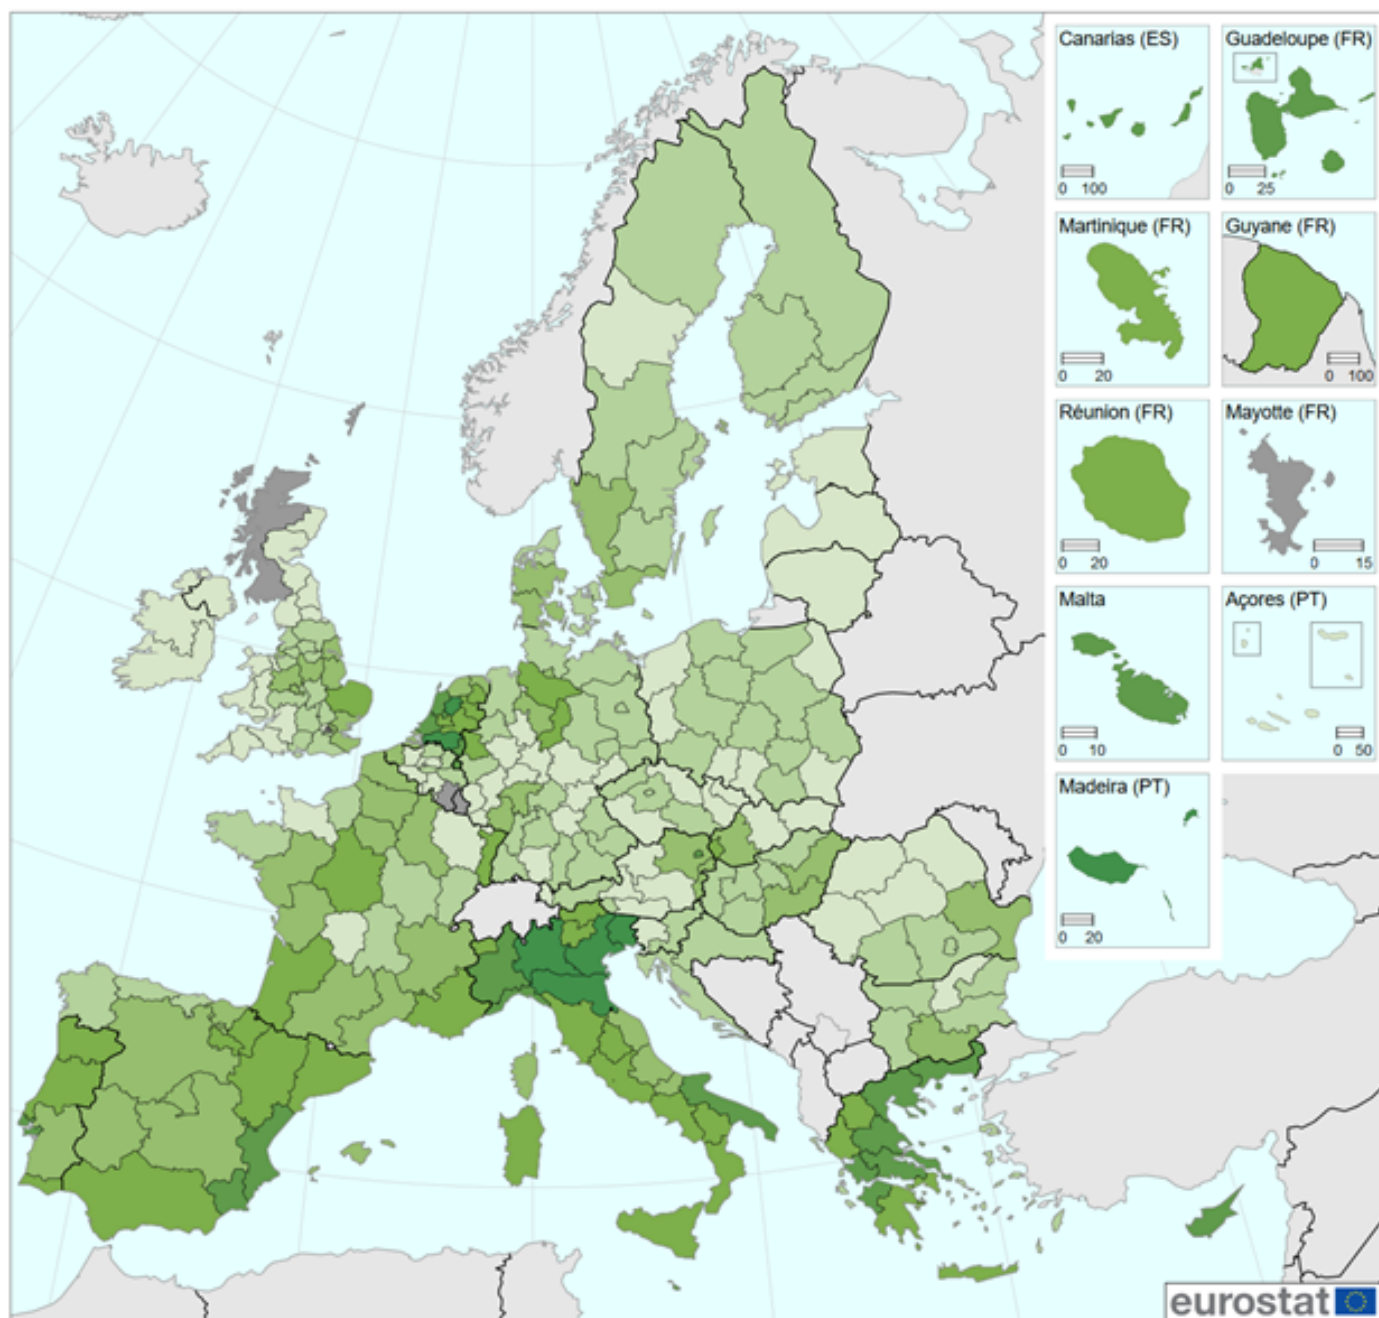 Canarias (ES)
0 100
Guadeloupe (FR)
0 25
Martinique (FR)
0 20
Guyane (FR)
0 100
Réunion (FR)
0 20
Mayotte (FR)
0 15
Malta
0 10
Açores (PT)
0 50
Madeira (PT)
0 20
eurostat